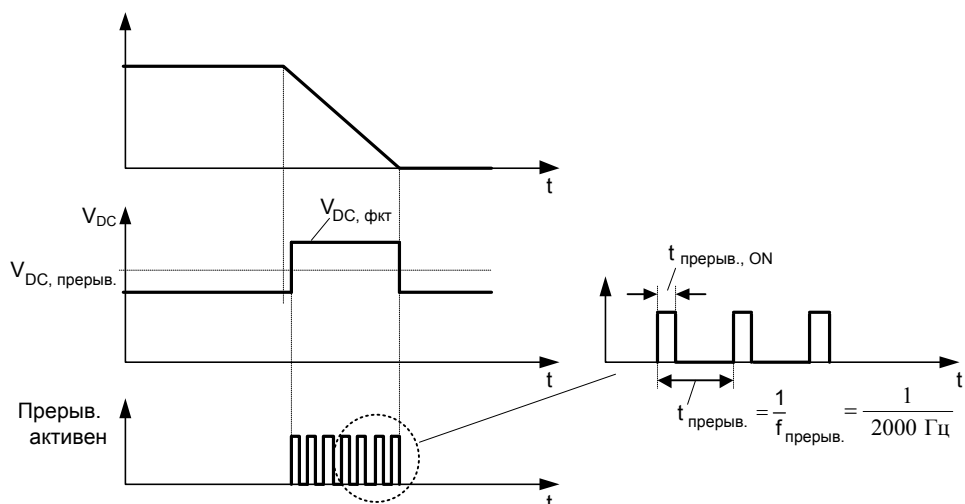 t
V_DC
V_DC, фкт
V_DC, прерыв.
t
t прерыв., ON
t
t прерыв. = 1 / f прерыв. = 1 / 2000 Гц
Прерыв.
активен
t